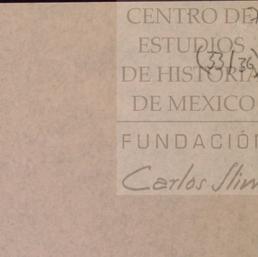 CENTRO DE
ESTUDIOS
(33/36)
DE HISTORIA
DE MEXICO
FUNDACIÓN
Carlos Slim